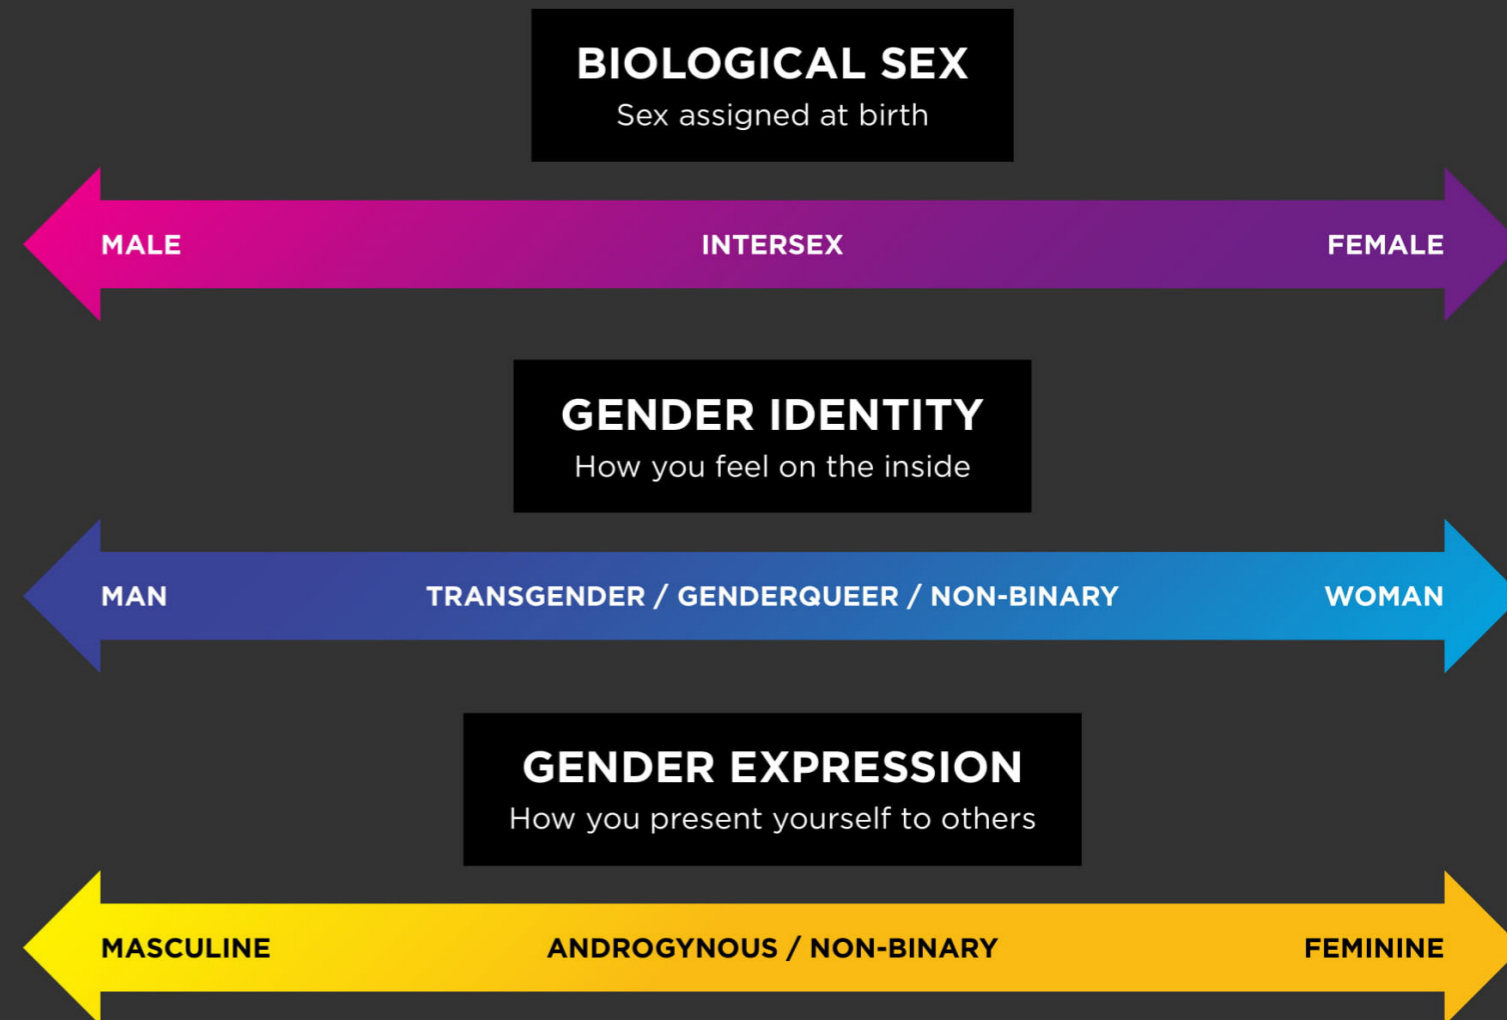 BIOLOGICAL SEX
Sex assigned at birth
MALE INTERSEX FEMALE
GENDER IDENTITY
How you feel on the inside
MAN TRANSGENDER / GENDERQUEER / NON-BINARY WOMAN
GENDER EXPRESSION
How you present yourself to others
MASCULINE ANDROGYNOUS / NON-BINARY FEMININE